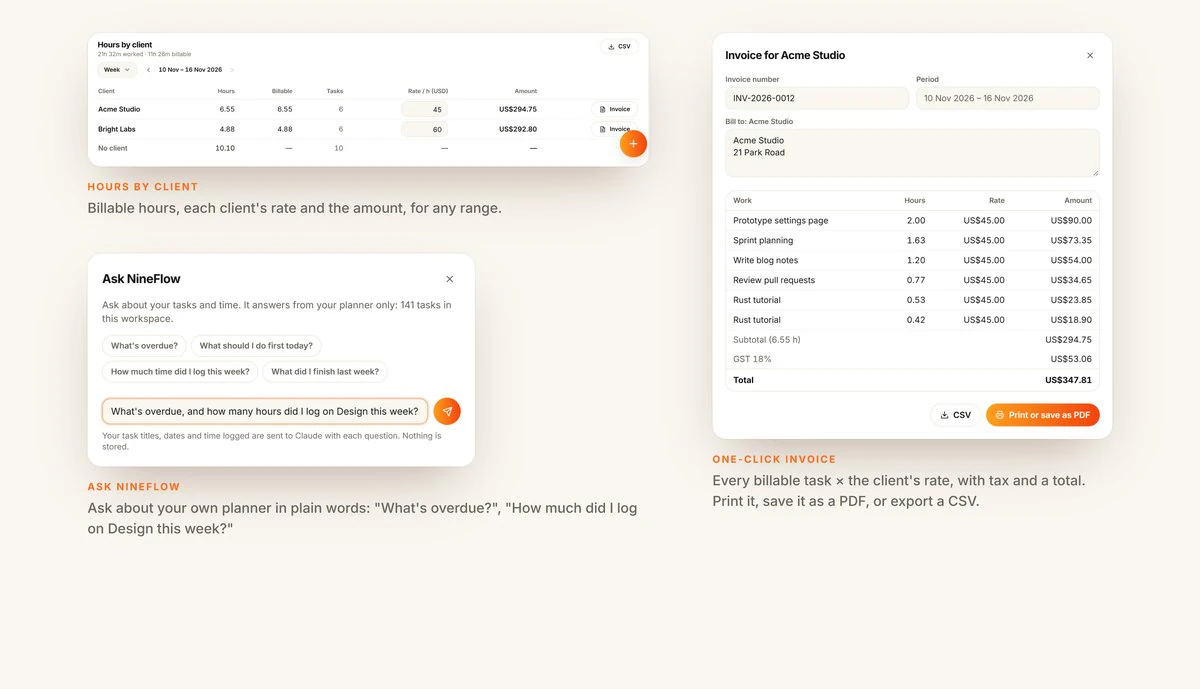 Hours by client
21h 32m worked · 11h 26m billable
CSV
Week
10 Nov – 16 Nov 2026
Client Hours Billable Tasks Rate / h (USD) Amount
Acme Studio 6.55 6.55 6 45 US$294.75 Invoice
Bright Labs 4.88 4.88 6 60 US$292.80 Invoice
No client 10.10 — 10 — —
HOURS BY CLIENT
Billable hours, each client's rate and the amount, for any range.
Ask NineFlow
Ask about your tasks and time. It answers from your planner only: 141 tasks in
this workspace.
What's overdue? What should I do first today?
How much time did I log this week? What did I finish last week?
What's overdue, and how many hours did I log on Design this week?
Your task titles, dates and time logged are sent to Claude with each question. Nothing is
stored.
ASK NINEFLOW
Ask about your own planner in plain words: "What's overdue?", "How much did I log
on Design this week?"
Invoice for Acme Studio
Invoice number Period
INV-2026-0012 10 Nov 2026 – 16 Nov 2026
Bill to: Acme Studio
Acme Studio
21 Park Road
Work Hours Rate Amount
Prototype settings page 2.00 US$45.00 US$90.00
Sprint planning 1.63 US$45.00 US$73.35
Write blog notes 1.20 US$45.00 US$54.00
Review pull requests 0.77 US$45.00 US$34.65
Rust tutorial 0.53 US$45.00 US$23.85
Rust tutorial 0.42 US$45.00 US$18.90
Subtotal (6.55 h) US$294.75
GST 18% US$53.06
Total US$347.81
CSV Print or save as PDF
ONE-CLICK INVOICE
Every billable task × the client's rate, with tax and a total.
Print it, save it as a PDF, or export a CSV.